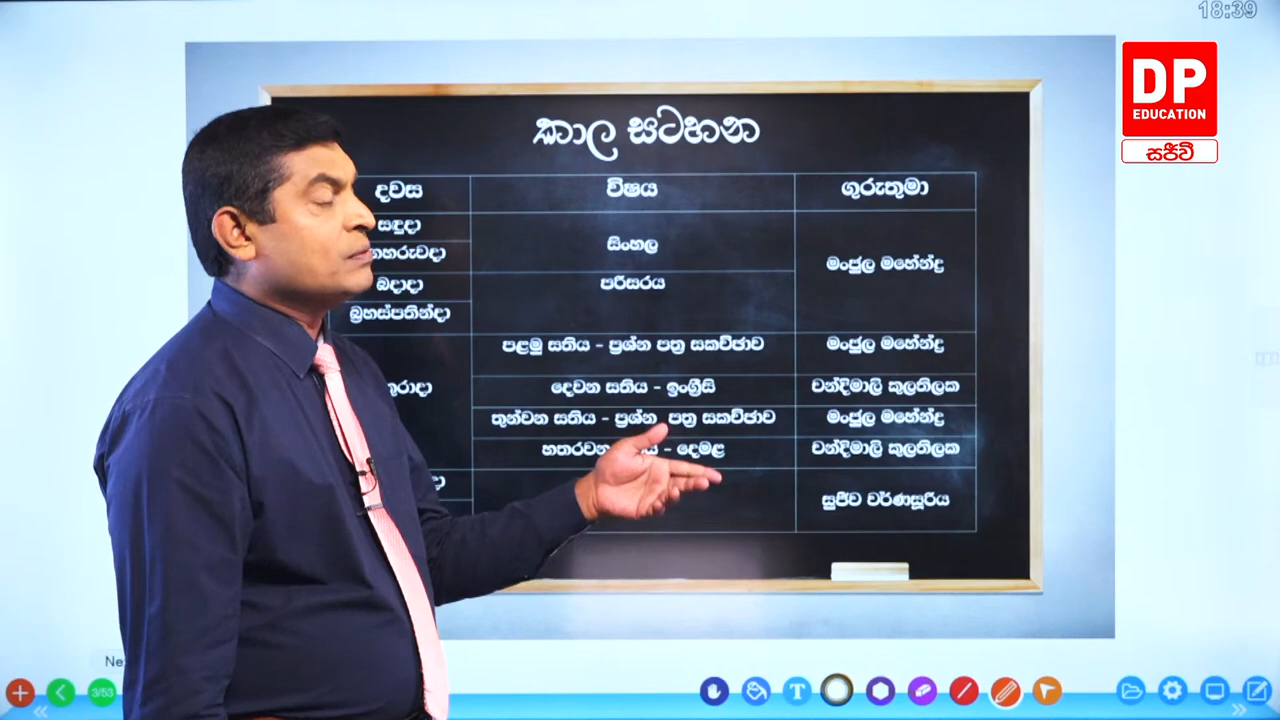 18:39
DP
EDUCATION
සජීවී
කාල සටහන
දවස විෂය ගුරුතුමා
සඳුදා
සිංහල
මංජුල මහේන්ද්‍ර
බදාදා
පරිසරය
බ්‍රහස්පතින්දා
පළමු සතිය - ප්‍රශ්න පත්‍ර සකච්ඡාව මංජුල මහේන්ද්‍ර
දෙවන සතිය - ඉංග්‍රීසි චන්දිමාලි කුලතිලක
තුන්වන සතිය - ප්‍රශ්න පත්‍ර සකච්ඡාව මංජුල මහේන්ද්‍ර
- දෙමළ චන්දිමාලි කුලතිලක
සුජීව වර්ණසූරිය
3/53
T